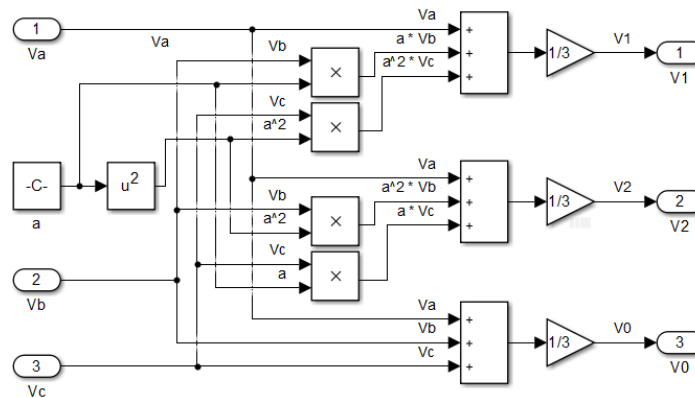 1
Va
Va
Va
Vb
a * Vb
a^2 * Vc
Vc
a^2
×
×
+
+
+
1/3
V1
1
V1
-C-
a
u²
Va
Vb
a^2 * Vb
a^2
a * Vc
Vc
a
×
×
+
+
+
1/3
V2
2
V2
2
Vb
Va
Vb
Vc
+
+
+
1/3
V0
3
V0
3
Vc